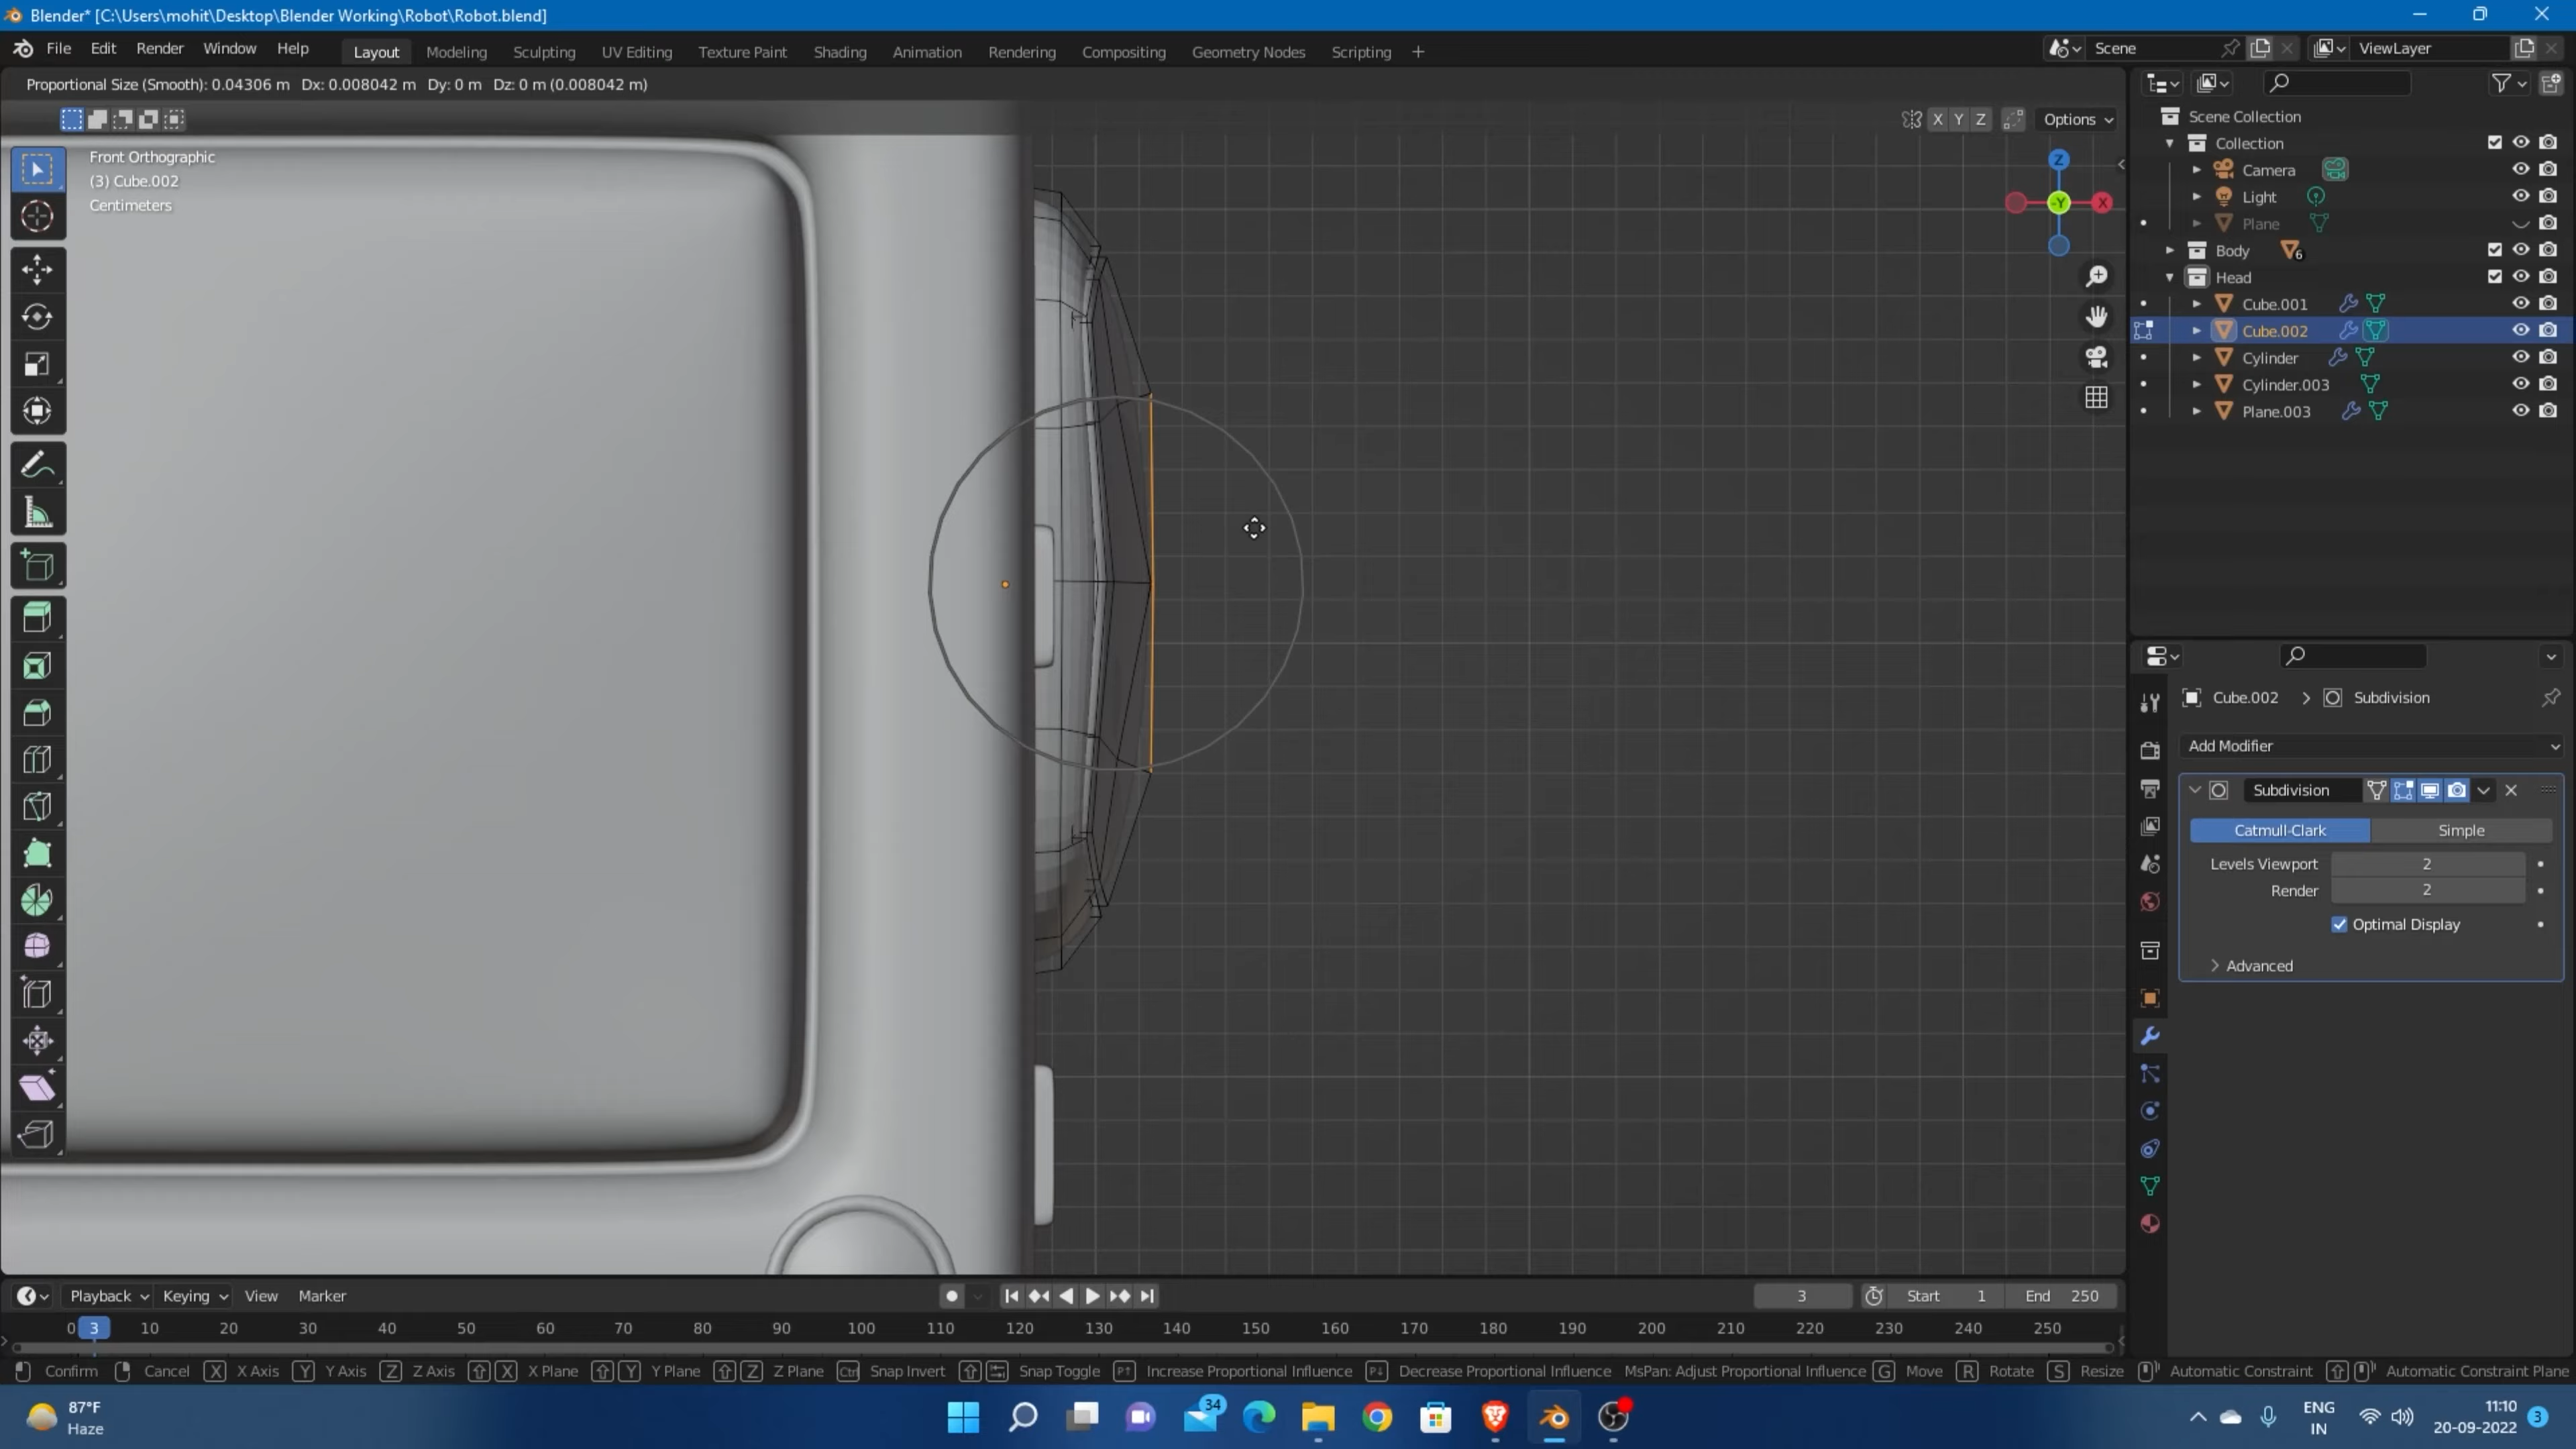 Blender* [C:\Users\mohit\Desktop\Blender Working\Robot\Robot.blend]
File Edit Render Window Help Layout Modeling Sculpting UV Editing Texture Paint Shading Animation Rendering Compositing Geometry Nodes Scripting + Scene ViewLayer
Proportional Size (Smooth): 0.04306 m Dx: 0.008042 m Dy: 0 m Dz: 0 m (0.008042 m)
X Y Z Options
Front Orthographic
(3) Cube.002
Centimeters
Z
-Y X
Scene Collection
Collection
Camera
Light
Plane
Body 6
Head
Cube.001
Cube.002
Cylinder
Cylinder.003
Plane.003
Cube.002 > Subdivision
Add Modifier
Subdivision
Catmull-Clark Simple
Levels Viewport 2
Render 2
Optimal Display
Advanced
Playback Keying View Marker 3 Start 1 End 250
0 3 10 20 30 40 50 60 70 80 90 100 110 120 130 140 150 160 170 180 190 200 210 220 230 240 250
Confirm Cancel X X Axis Y Y Axis Z Z Axis X X Plane Y Y Plane Z Z Plane Ctrl Snap Invert Snap Toggle P↑ Increase Proportional Influence P↓ Decrease Proportional Influence MsPan: Adjust Proportional Influence G Move R Rotate S Resize Automatic Constraint Automatic Constraint Plane
87°F
Haze
34
ENG
IN
11:10
20-09-2022
3